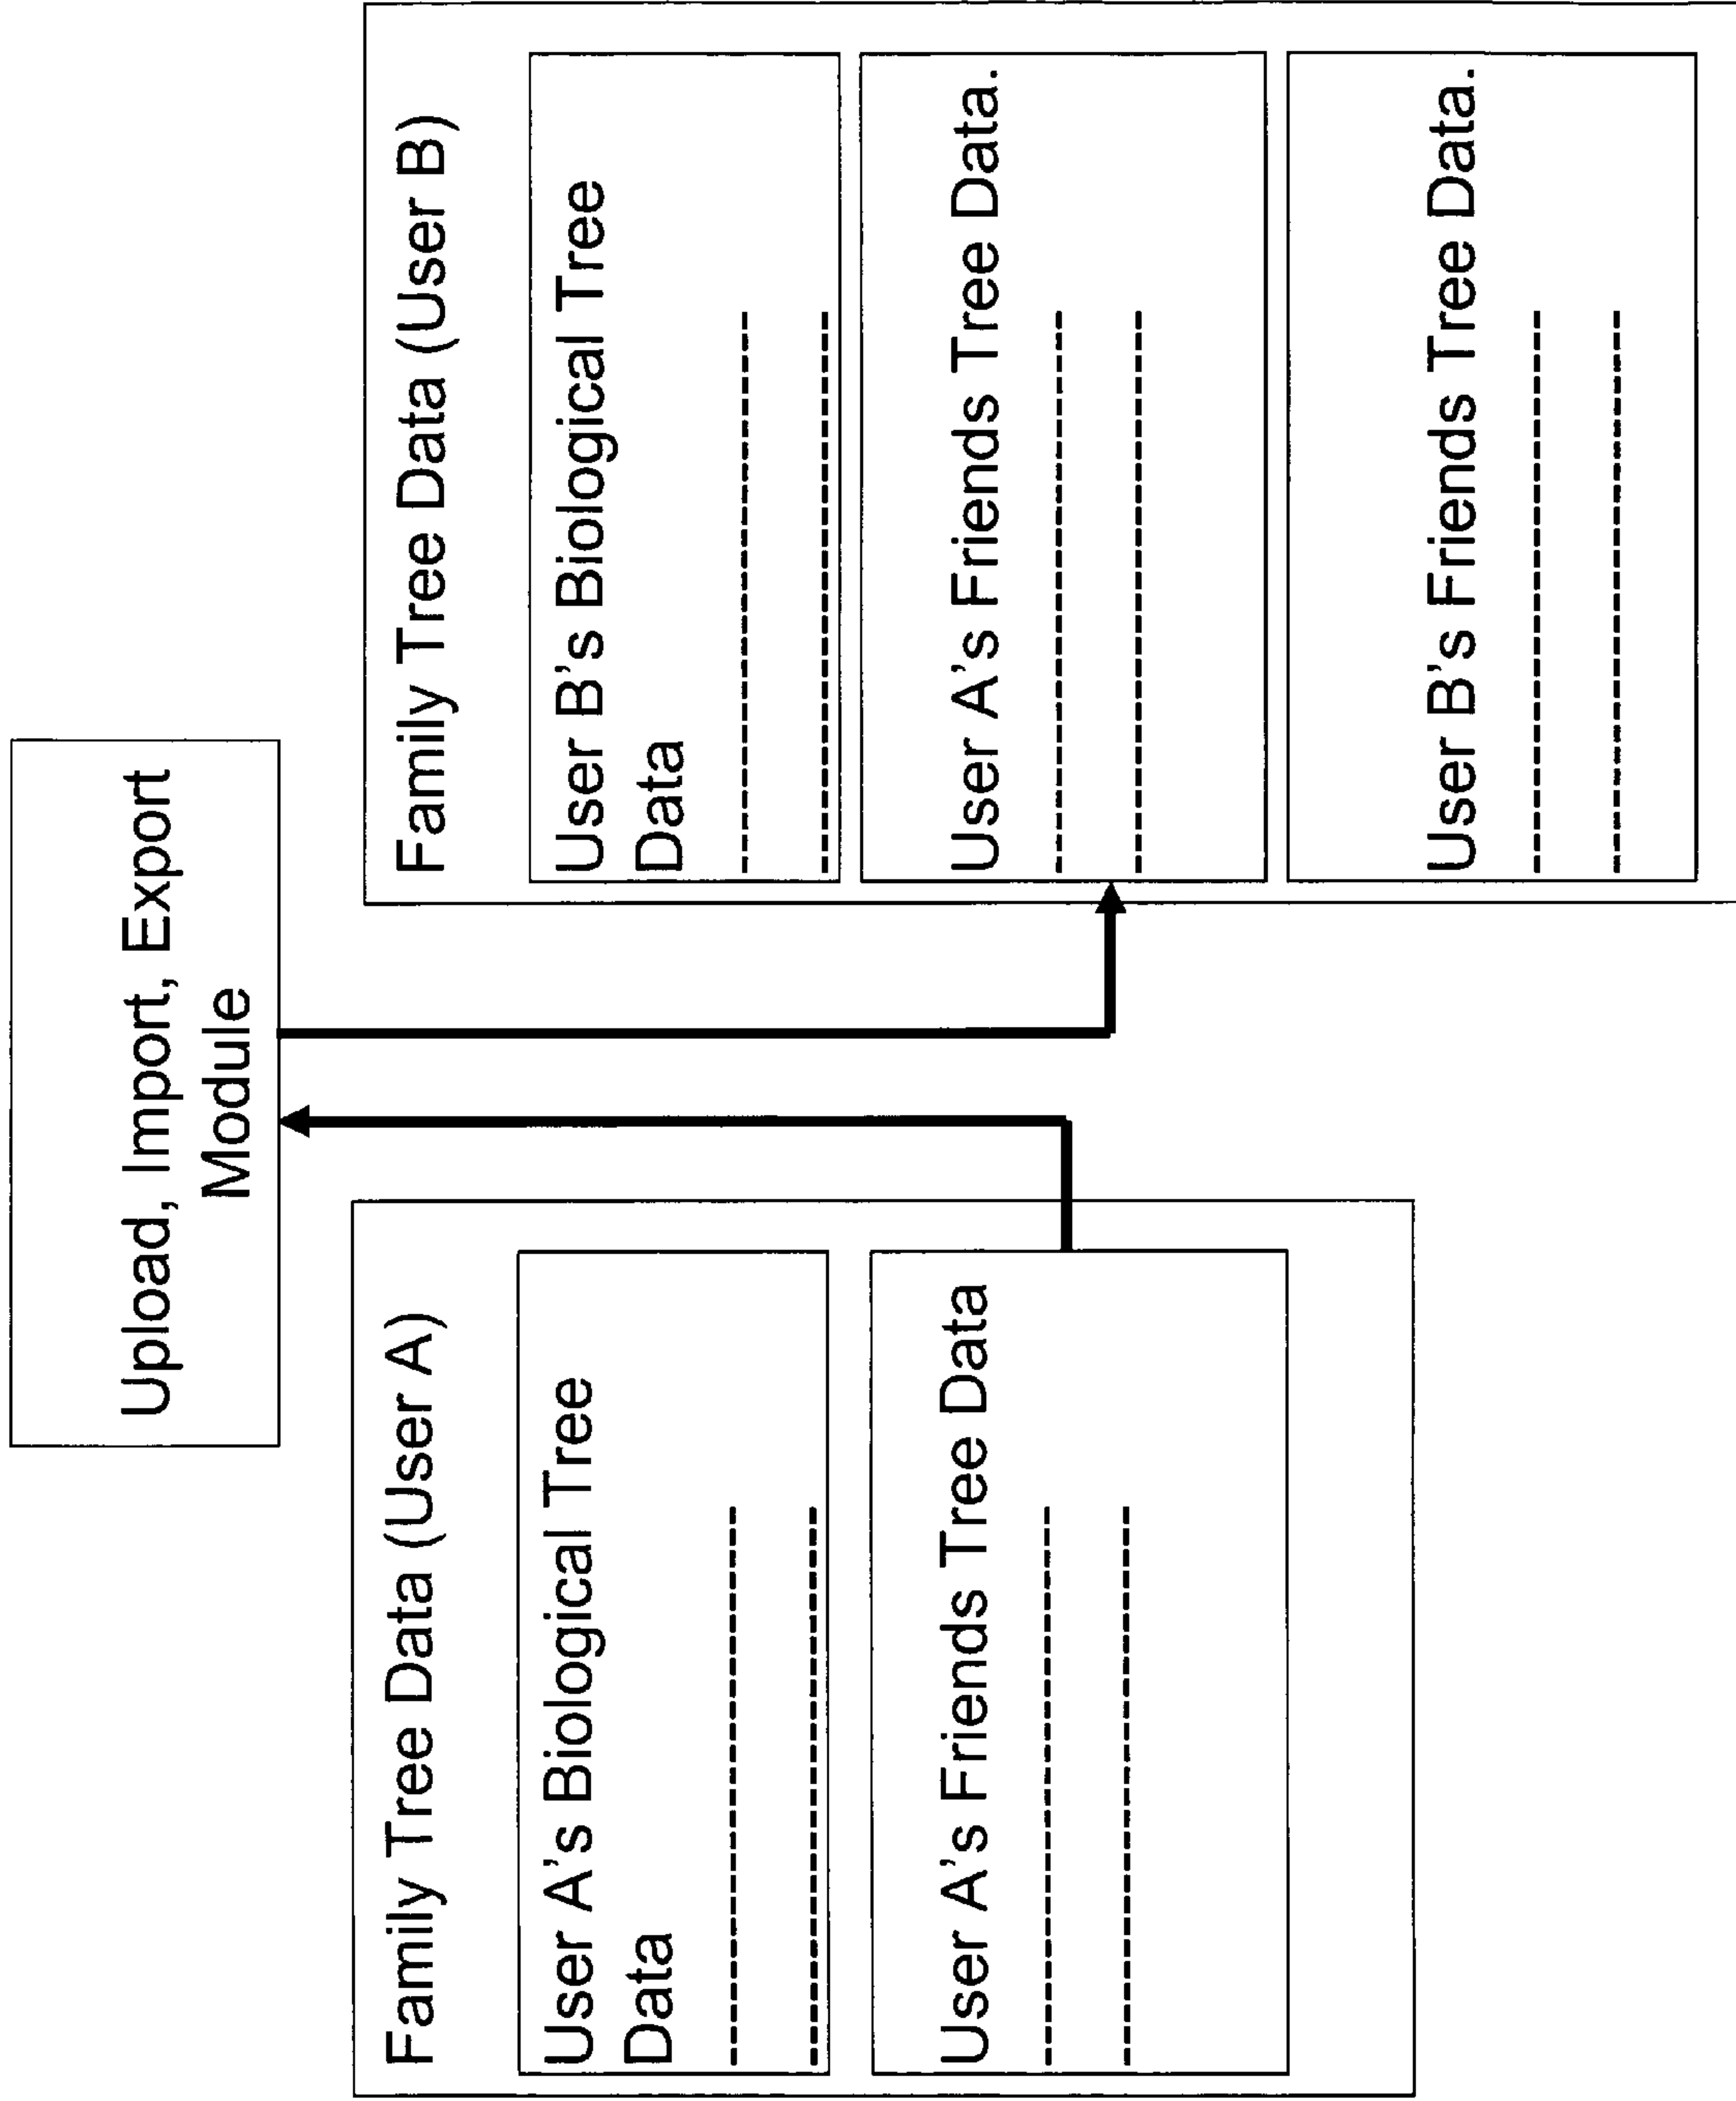 Upload, Import, Export
Module
Family Tree Data (User A)
User A's Biological Tree
Data
User A's Friends Tree Data
Family Tree Data (User B)
User B's Biological Tree
Data
User A's Friends Tree Data.
User B's Friends Tree Data.